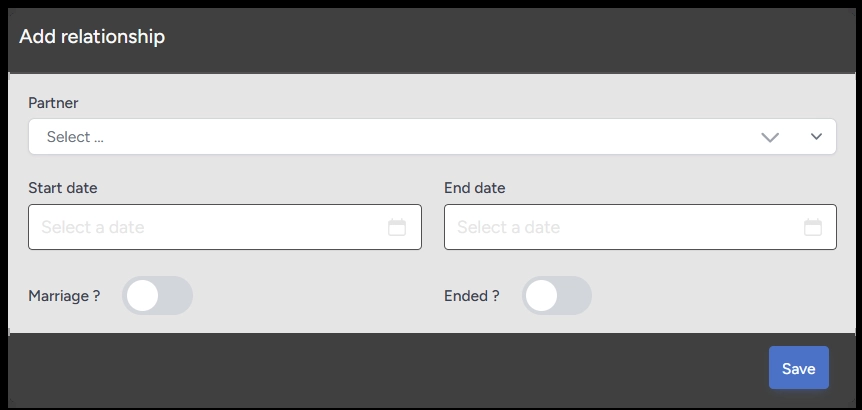 Add relationship
Partner
Select ...
Start date
End date
Select a date
Select a date
Marriage ?
Ended ?
Save